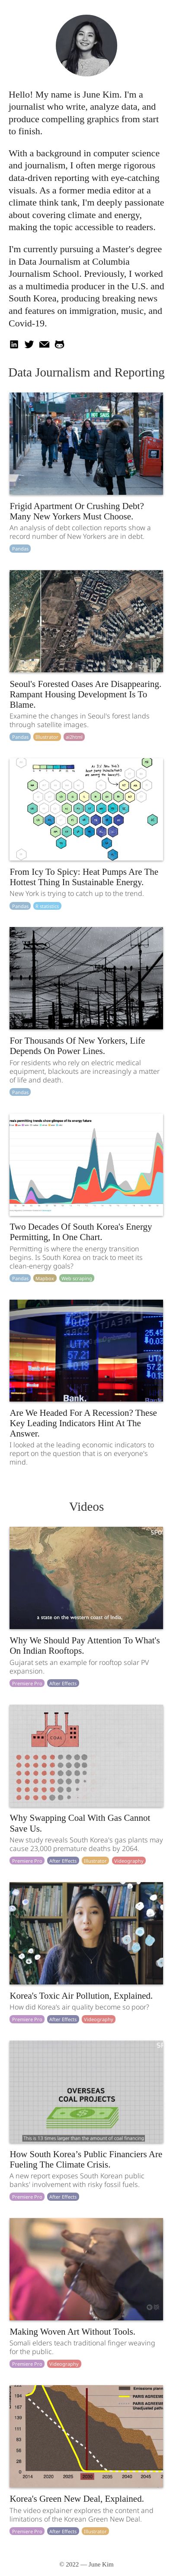 Hello! My name is June Kim. I'm a
journalist who write, analyze data, and
produce compelling graphics from start
to finish.
With a background in computer science
and journalism, I often merge rigorous
data-driven reporting with eye-catching
visuals. As a former media editor at a
climate think tank, I'm deeply passionate
about covering climate and energy,
making the topic accessible to readers.
I'm currently pursuing a Master's degree
in Data Journalism at Columbia
Journalism School. Previously, I worked
as a multimedia producer in the U.S. and
South Korea, producing breaking news
and features on immigration, music, and
Covid-19.
Data Journalism and Reporting
Frigid Apartment Or Crushing Debt?
Many New Yorkers Must Choose.
An analysis of debt collection reports show a
record number of New Yorkers are in debt.
Pandas
Seoul's Forested Oases Are Disappearing.
Rampant Housing Development Is To
Blame.
Examine the changes in Seoul's forest lands
through satellite images.
Pandas Illustrator ai2html
From Icy To Spicy: Heat Pumps Are The
Hottest Thing In Sustainable Energy.
New York is trying to catch up to the trend.
Pandas
For Thousands Of New Yorkers, Life
Depends On Power Lines.
For residents who rely on electric medical
equipment, blackouts are increasingly a matter
of life and death.
Pandas
Two Decades Of South Korea's Energy
Permitting, In One Chart.
Permitting is where the energy transition
begins. Is South Korea on track to meet its
clean-energy goals?
Pandas Mapbox Web scraping
UTX
57.21
+0.19
Bank.
Are We Headed For A Recession? These
Key Leading Indicators Hint At The
Answer.
I looked at the leading economic indicators to
report on the question that is on everyone's
mind.
Videos
a state on the western coast of India,
Why We Should Pay Attention To What's
On Indian Rooftops.
Gujarat sets an example for rooftop solar PV
expansion.
Premiere Pro After Effects
COAL
Why Swapping Coal With Gas Cannot
Save Us.
New study reveals South Korea's gas plants may
cause 23,000 premature deaths by 2064.
Premiere Pro After Effects Illustrator Videography
Korea's Toxic Air Pollution, Explained.
How did Korea's air quality become so poor?
Premiere Pro After Effects Videography
OVERSEAS
COAL PROJECTS
This is 13 times larger than the amount of coal financing
How South Korea's Public Financiers Are
Fueling The Climate Crisis.
A new report exposes South Korean public
banks' involvement with risky fossil fuels.
Premiere Pro After Effects
Making Woven Art Without Tools.
Somali elders teach traditional finger weaving
for the public.
Premiere Pro Videography
Korea's Green New Deal, Explained.
The video explainer explores the content and
limitations of the Korean Green New Deal.
Premiere Pro After Effects Illustrator
© 2022 — June Kim